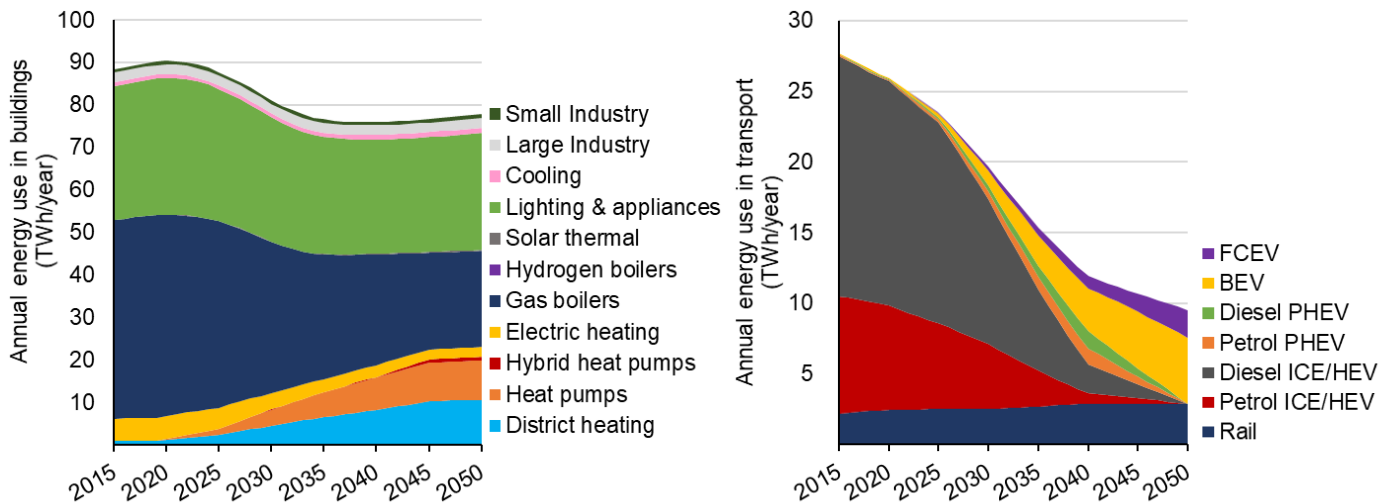 Annual energy use in buildings
(TWh/year)
100
90
80
70
60
50
40
30
20
10
2015
2020
2025
2030
2035
2040
2045
2050
Small Industry
Large Industry
Cooling
Lighting & appliances
Solar thermal
Hydrogen boilers
Gas boilers
Electric heating
Hybrid heat pumps
Heat pumps
District heating
Annual energy use in transport
(TWh/year)
30
25
20
15
10
5
2015
2020
2025
2030
2035
2040
2045
2050
FCEV
BEV
Diesel PHEV
Petrol PHEV
Diesel ICE/HEV
Petrol ICE/HEV
Rail